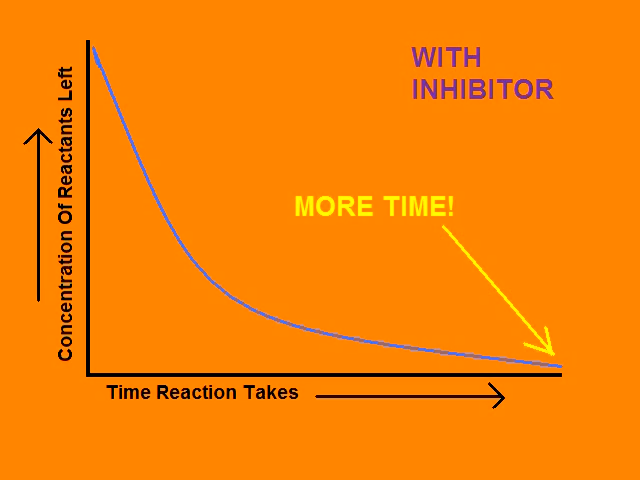 WITH
INHIBITOR
MORE TIME!
Concentration Of Reactants Left
Time Reaction Takes